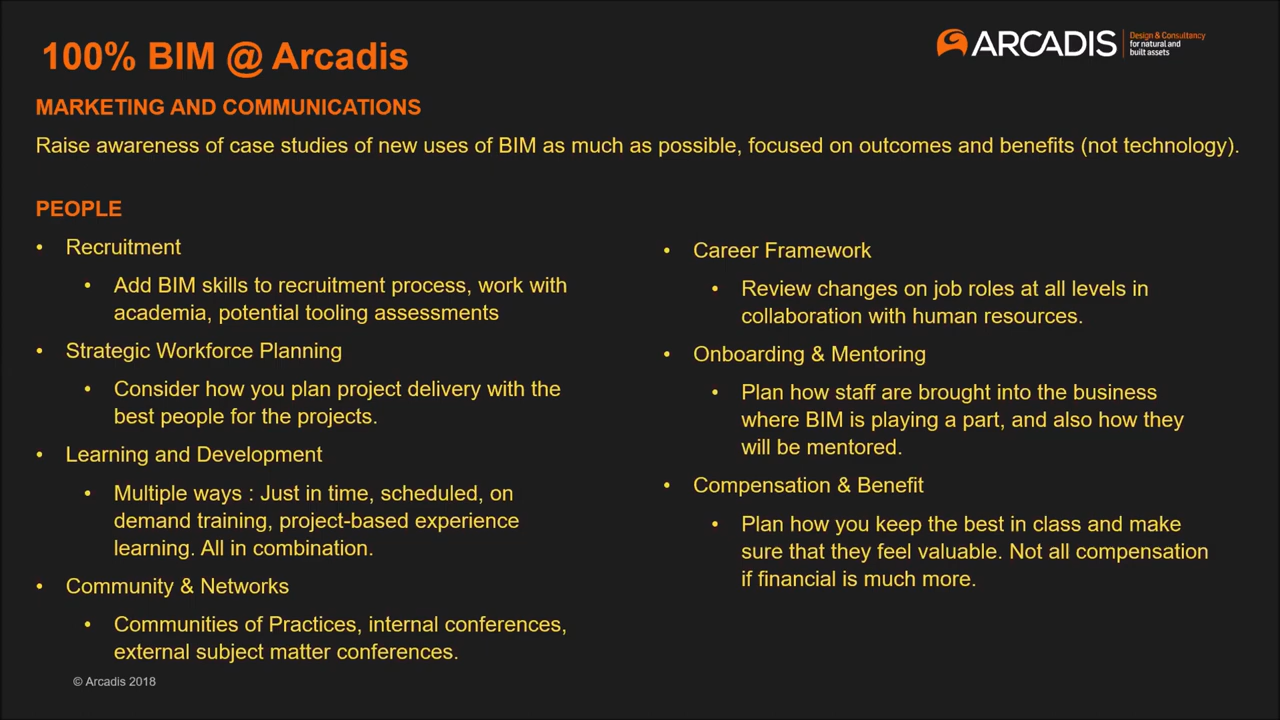 100% BIM @ Arcadis
ARCADIS
Design & Consultancy
for natural and
built assets
MARKETING AND COMMUNICATIONS
Raise awareness of case studies of new uses of BIM as much as possible, focused on outcomes and benefits (not technology).
PEOPLE
• Recruitment
• Add BIM skills to recruitment process, work with
academia, potential tooling assessments
• Strategic Workforce Planning
• Consider how you plan project delivery with the
best people for the projects.
• Learning and Development
• Multiple ways : Just in time, scheduled, on
demand training, project-based experience
learning. All in combination.
• Community & Networks
• Communities of Practices, internal conferences,
external subject matter conferences.
• Career Framework
• Review changes on job roles at all levels in
collaboration with human resources.
• Onboarding & Mentoring
• Plan how staff are brought into the business
where BIM is playing a part, and also how they
will be mentored.
• Compensation & Benefit
• Plan how you keep the best in class and make
sure that they feel valuable. Not all compensation
if financial is much more.
© Arcadis 2018